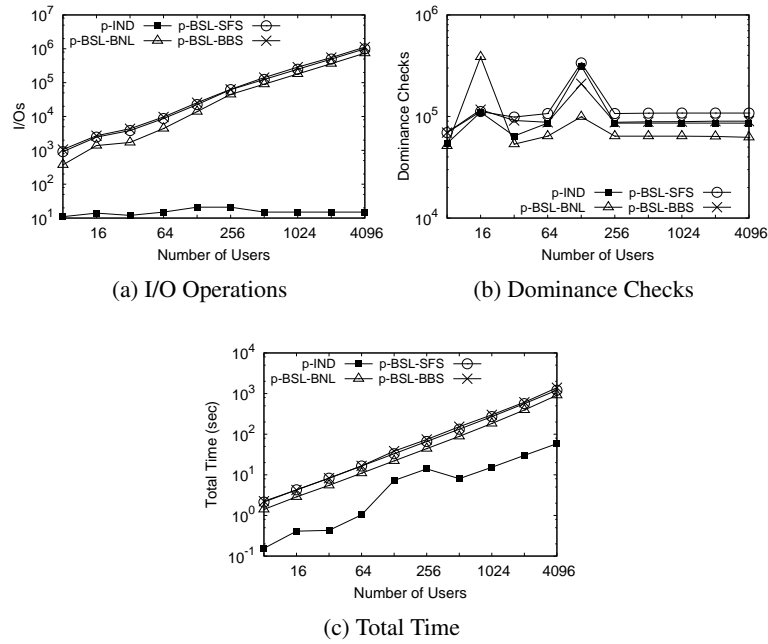 10^6
10^5
10^4
10^3
10^2
10^1
I/Os
p-IND
p-BSL-SFS
p-BSL-BNL
p-BSL-BBS
16
64
256
1024
4096
Number of Users
(a) I/O Operations
10^6
10^5
10^4
Dominance Checks
p-IND
p-BSL-SFS
p-BSL-BNL
p-BSL-BBS
16
64
256
1024
4096
Number of Users
(b) Dominance Checks
10^4
10^3
10^2
10^1
10^0
10^-1
Total Time (sec)
p-IND
p-BSL-SFS
p-BSL-BNL
p-BSL-BBS
16
64
256
1024
4096
Number of Users
(c) Total Time